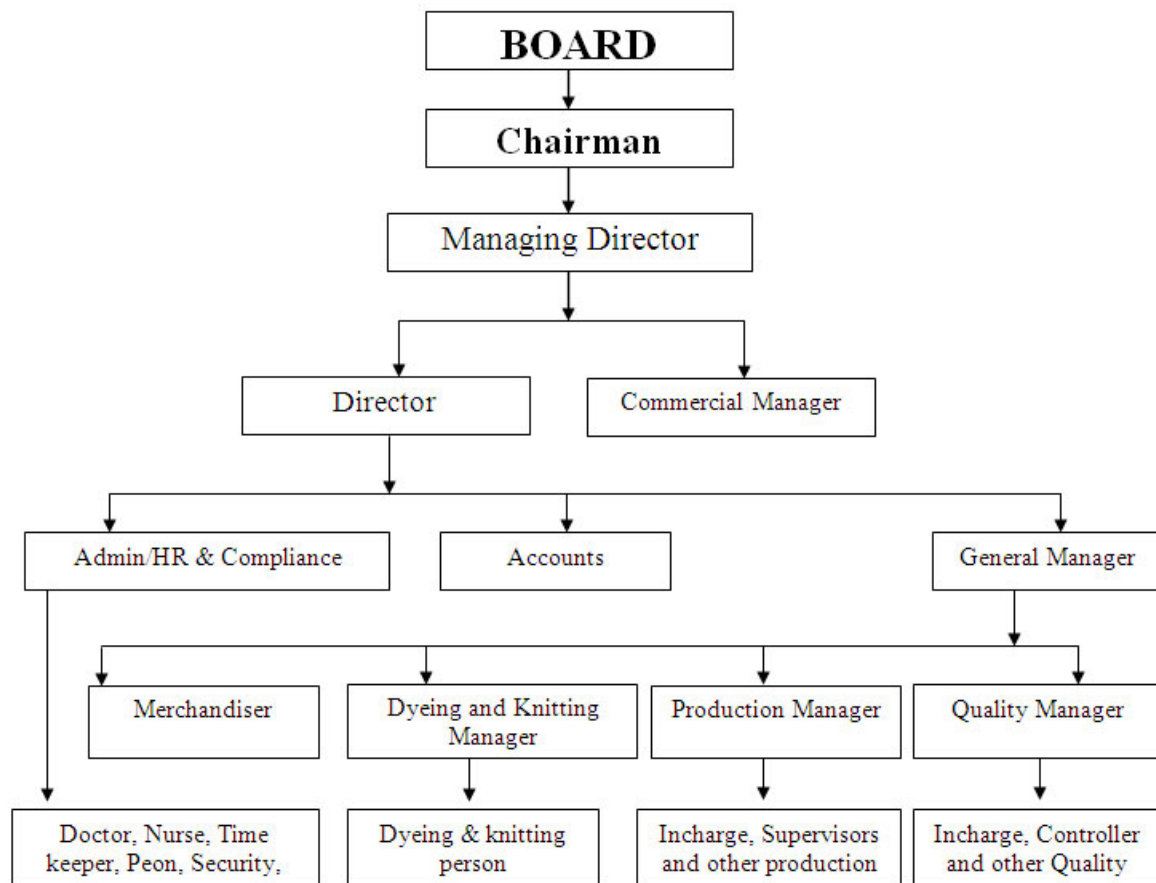 BOARD
Chairman
Managing Director
Director
Commercial Manager
Admin/HR & Compliance
Accounts
General Manager
Merchandiser
Dyeing and Knitting
Manager
Production Manager
Quality Manager
Doctor, Nurse, Time
keeper, Peon, Security,
Dyeing & knitting
person
Incharge, Supervisors
and other production
Incharge, Controller
and other Quality